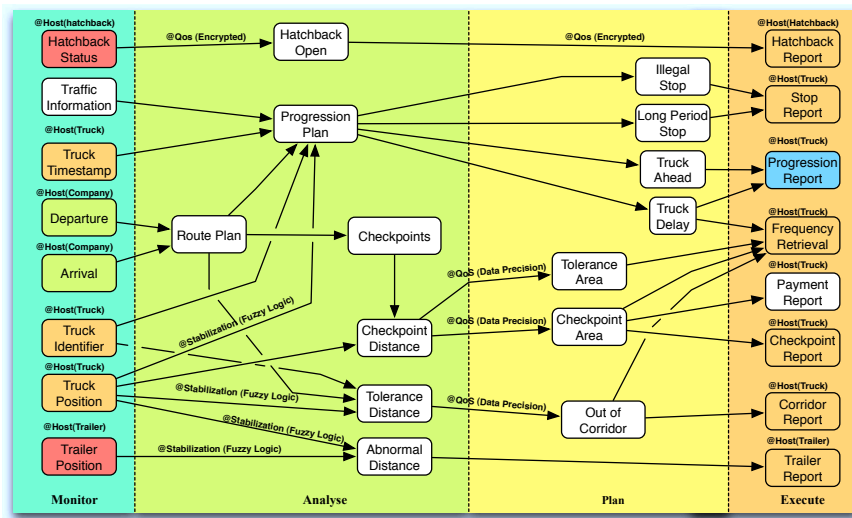 @Host(hatchback)
Hatchback
Status
Traffic
Information
@Host(Truck)
Truck
Timestamp
@Host(Company)
Departure
@Host(Company)
Arrival
@Host(Truck)
Truck
Identifier
@Host(Truck)
Truck
Position
@Host(Trailer)
Trailer
Position
Monitor
@Qos (Encrypted)
Hatchback
Open
Progression
Plan
Route Plan
Checkpoints
@Stabilization (Fuzzy Logic)
Checkpoint
Distance
@Stabilization (Fuzzy Logic)
Tolerance
Distance
@Stabilization (Fuzzy Logic)
@Stabilization (Fuzzy Logic)
Abnormal
Distance
Analyse
@Qos (Encrypted)
Illegal
Stop
Long Period
Stop
Truck
Ahead
Truck
Delay
@QoS (Data Precision)
Tolerance
Area
@QoS (Data Precision)
Checkpoint
Area
@QoS (Data Precision)
Out of
Corridor
Plan
@Host(Hatchback)
Hatchback
Report
@Host(Truck)
Stop
Report
@Host(Truck)
Progression
Report
@Host(Truck)
Frequency
Retrieval
@Host(Truck)
Payment
Report
@Host(Truck)
Checkpoint
Report
@Host(Truck)
Corridor
Report
@Host(Trailer)
Trailer
Report
Execute